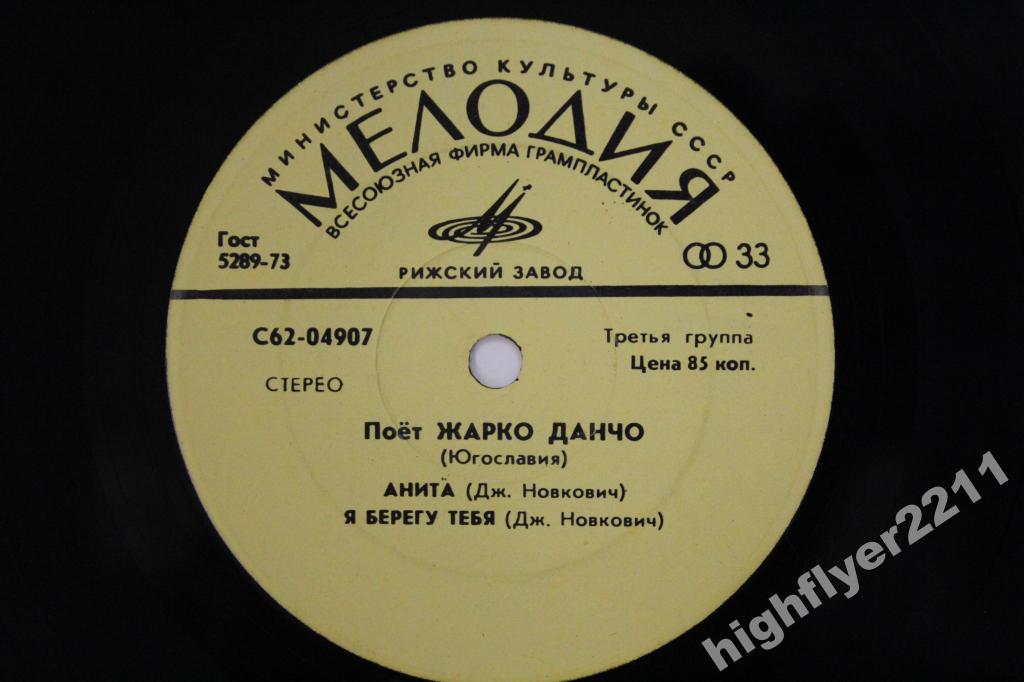 МИНИСТЕРСТВО КУЛЬТУРЫ СССР
МЕЛОДИЯ
ВСЕСОЮЗНАЯ ФИРМА ГРАМПЛАСТИНОК
Гост
5289-73
РИЖСКИЙ ЗАВОД
33
С62-04907
Третья группа
СТЕРЕО
Цена 85 коп.
Поёт ЖАРКО ДАНЧО
(Югославия)
АНИТА (Дж. Новкович)
Я БЕРЕГУ ТЕБЯ (Дж. Новкович)
highflyer2211